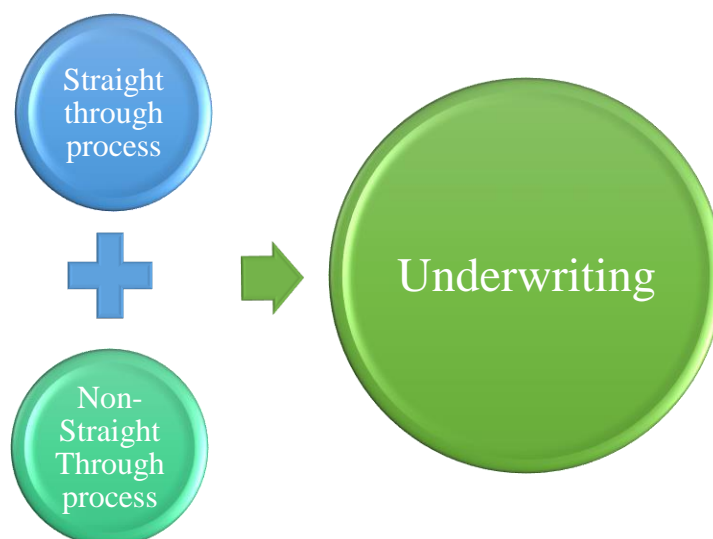 Straight
through
process
Underwriting
Non-
Straight
Through
process